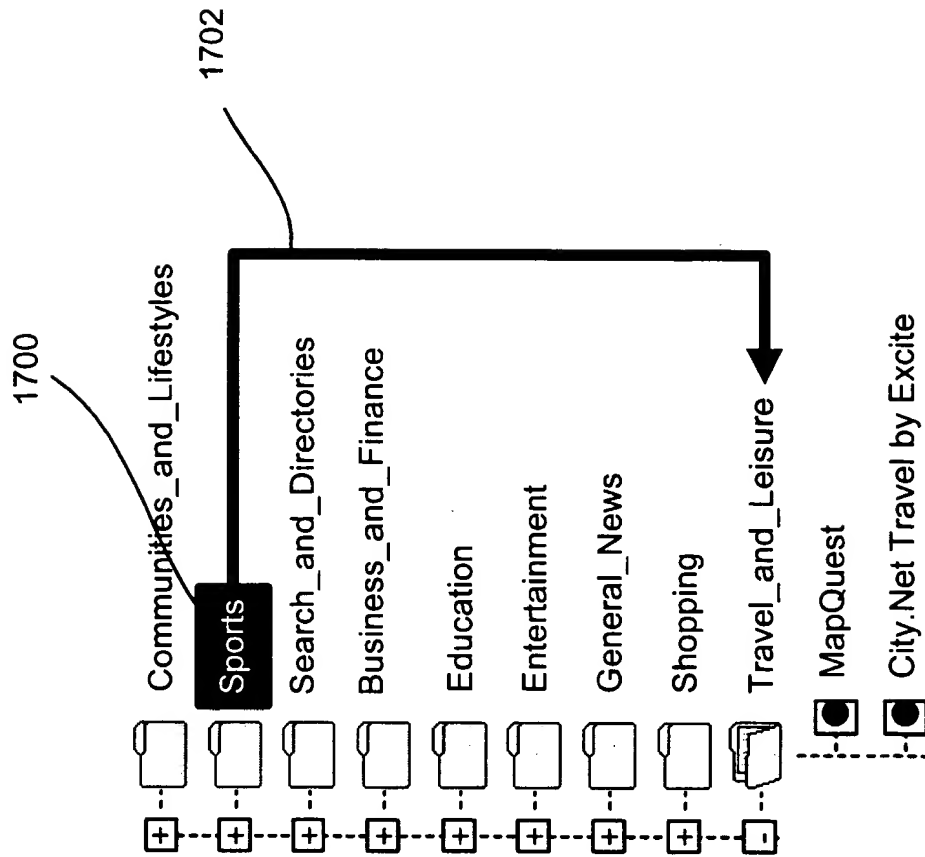 1700
1702
+ Communities_and_Lifestyles
+ Sports
+ Search_and_Directories
+ Business_and_Finance
+ Education
+ Entertainment
+ General_News
+ Shopping
- Travel_and_Leisure
MapQuest
City.Net Travel by Excite